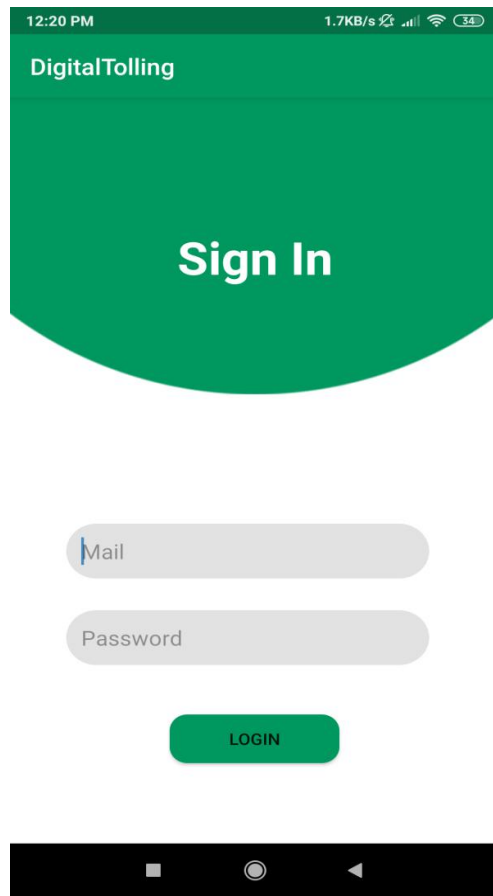 12:20 PM 1.7KB/s 34
DigitalTolling
Sign In
Mail
Password
LOGIN